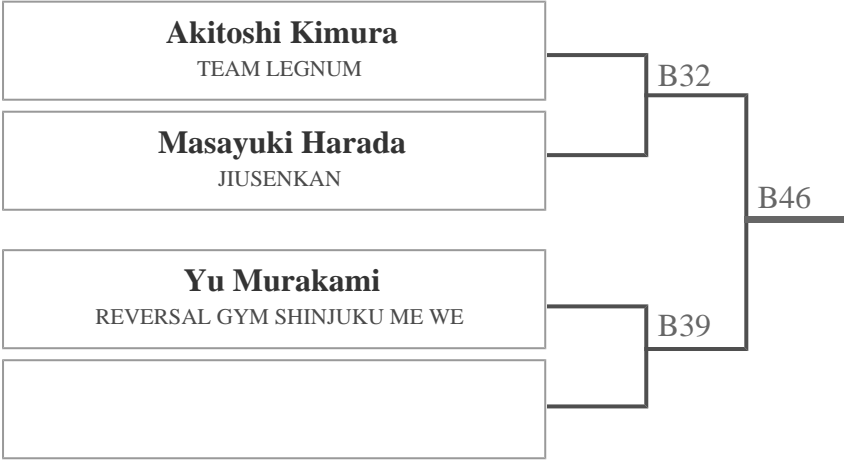 Akitoshi Kimura
TEAM LEGNUM
B32
Masayuki Harada
JIUSENKAN
B46
Yu Murakami
REVERSAL GYM SHINJUKU ME WE
B39